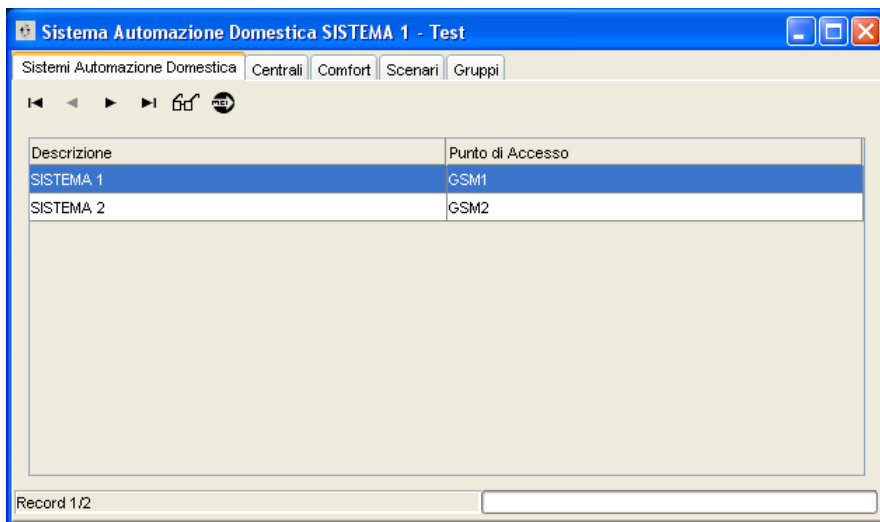 Sistema Automazione Domestica SISTEMA 1 - Test
Sistemi Automazione Domestica Centrali Comfort Scenari Gruppi
MEI
Descrizione Punto di Accesso
SISTEMA 1 GSM1
SISTEMA 2 GSM2
Record 1/2